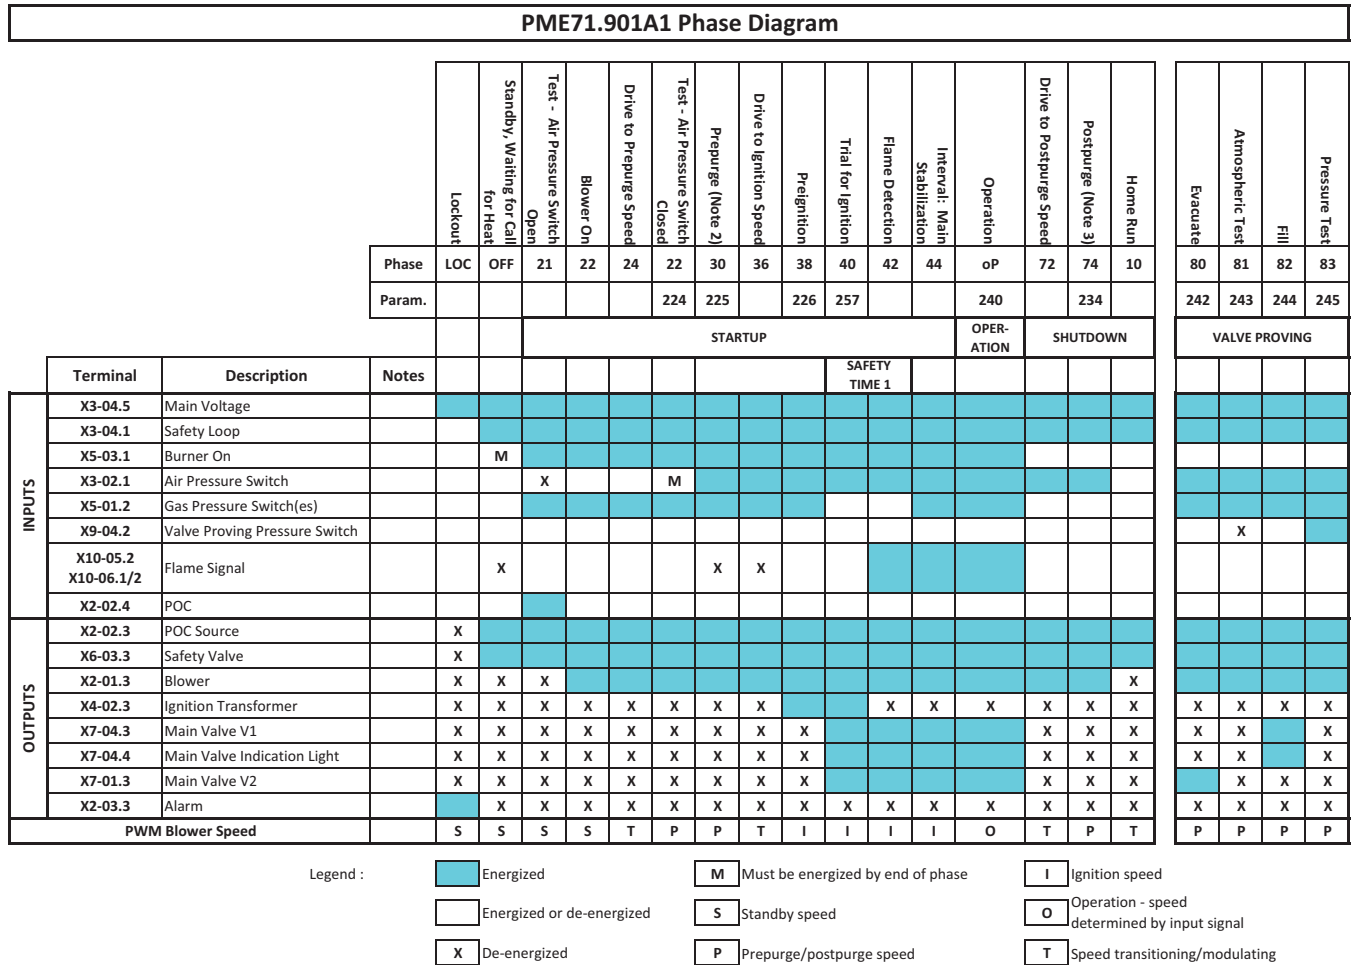 PME71.901A1 Phase Diagram
Lockout
Standby, Waiting for Call
for Heat
Test - Air Pressure Switch
Open
Blower On
Drive to Prepurge Speed
Test - Air Pressure Switch
Closed
Prepurge (Note 2)
Drive to Ignition Speed
Preignition
Trial for Ignition
Flame Detection
Interval: Main
Stabilization
Operation
Drive to Postpurge Speed
Postpurge (Note 3)
Home Run
Evacuate
Atmospheric Test
Fill
Pressure Test
Phase LOC OFF 21 22 24 22 30 36 38 40 42 44 oP 72 74 10 80 81 82 83
Param. 224 225 226 257 240 234 242 243 244 245
STARTUP OPER-
ATION SHUTDOWN VALVE PROVING
Terminal Description Notes SAFETY
TIME 1
INPUTS
X3-04.5 Main Voltage
X3-04.1 Safety Loop
X5-03.1 Burner On M
X3-02.1 Air Pressure Switch X M
X5-01.2 Gas Pressure Switch(es)
X9-04.2 Valve Proving Pressure Switch X
X10-05.2
X10-06.1/2 Flame Signal X X X
X2-02.4 POC
OUTPUTS
X2-02.3 POC Source X
X6-03.3 Safety Valve X
X2-01.3 Blower X X X X
X4-02.3 Ignition Transformer X X X X X X X X X X X X X X X X X X
X7-04.3 Main Valve V1 X X X X X X X X X X X X X X X
X7-04.4 Main Valve Indication Light X X X X X X X X X X X X X X X
X7-01.3 Main Valve V2 X X X X X X X X X X X X X X X
X2-03.3 Alarm X X X X X X X X X X X X X X X X X X X
PWM Blower Speed S S S S T P P T I I I I O T P T P P P P
Legend : Energized M Must be energized by end of phase I Ignition speed
Energized or de-energized S Standby speed O Operation - speed
determined by input signal
X De-energized P Prepurge/postpurge speed T Speed transitioning/modulating